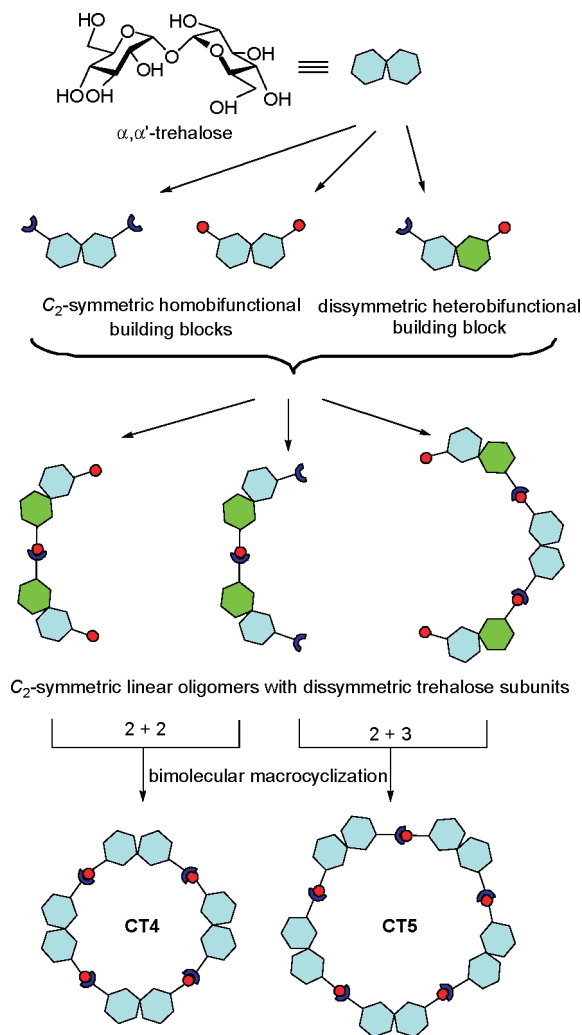 HO
HO
O
HO
OH
O
OH
O
HOOH
HO
OH
OH
α,α'-trehalose
C2-symmetric homobifunctional
building blocks
dissymmetric heterobifunctional
building block
C2-symmetric linear oligomers with dissymmetric trehalose subunits
2 + 2
2 + 3
bimolecular macrocyclization
CT4
CT5